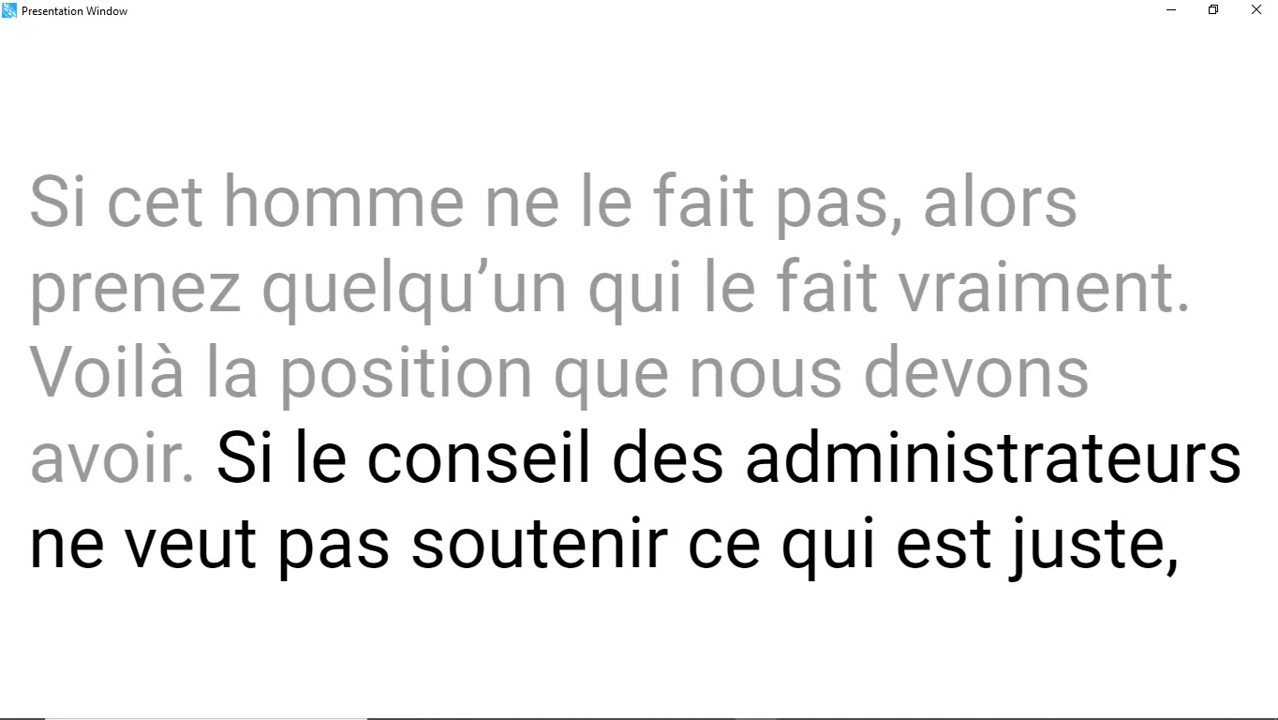 Presentation Window
Si cet homme ne le fait pas, alors
prenez quelqu’un qui le fait vraiment.
Voilà la position que nous devons
avoir. Si le conseil des administrateurs
ne veut pas soutenir ce qui est juste,